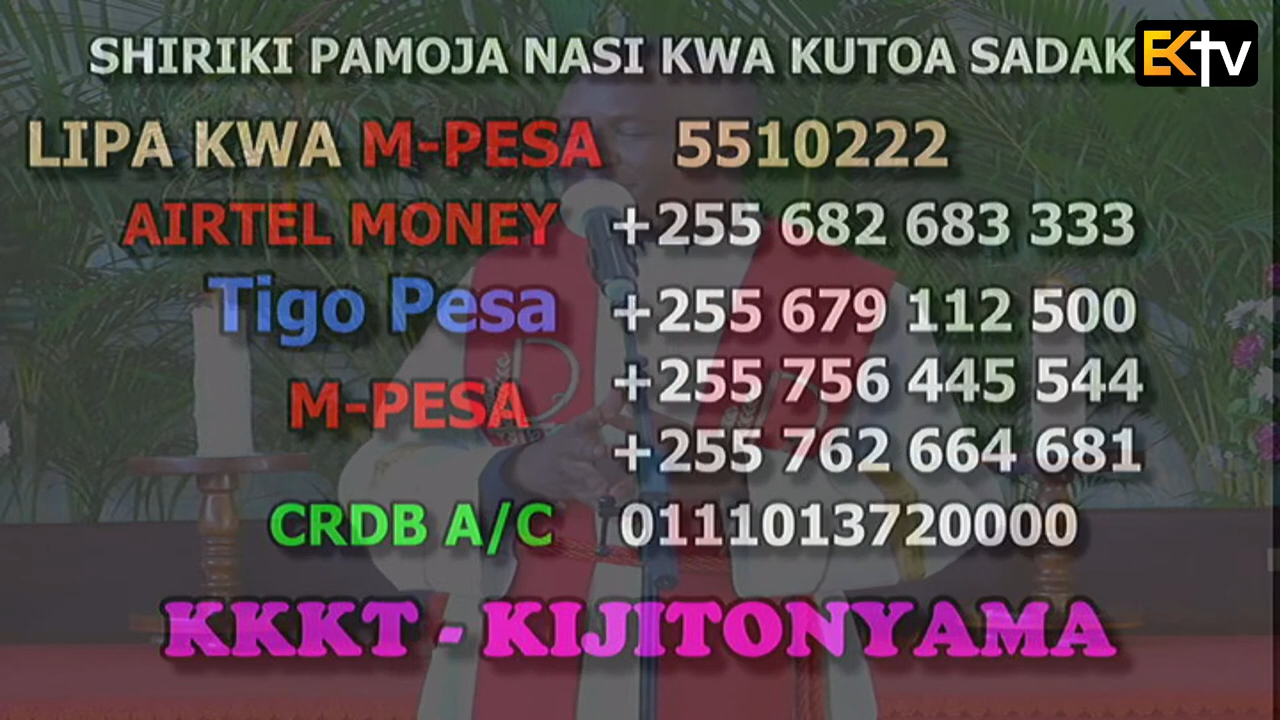 SHIRIKI PAMOJA NASI KWA KUTOA SADAK
EKtv
LIPA KWA M-PESA 5510222
AIRTEL MONEY +255 682 683 333
Tigo Pesa +255 679 112 500
M-PESA +255 756 445 544
+255 762 664 681
CRDB A/C 0111013720000
KKKT - KIJITONYAMA